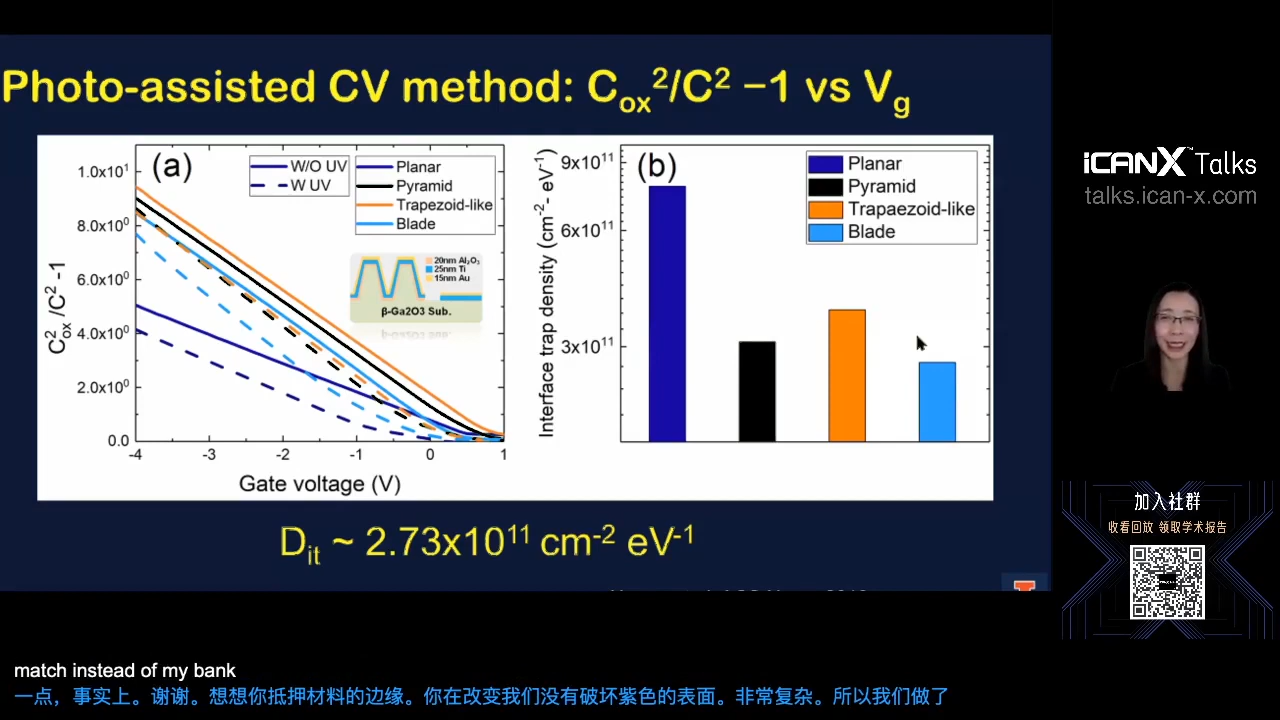 Photo-assisted CV method: Cox²/C² −1 vs Vg
(a)
W/O UV
W UV
Planar
Pyramid
Trapezoid-like
Blade
1.0x10¹
8.0x10⁰
6.0x10⁰
4.0x10⁰
2.0x10⁰
0.0
C²ox /C² -1
20nm Al₂O₃
25nm Ti
15nm Au
β-Ga2O3 Sub.
-4
-3
-2
-1
0
1
Gate voltage (V)
(b)
Planar
Pyramid
Trapaezoid-like
Blade
9x10¹¹
6x10¹¹
3x10¹¹
Interface trap density (cm⁻²- eV⁻¹)
Dit ~ 2.73x10¹¹ cm⁻² eV⁻¹
iCANX™ Talks
talks.ican-x.com
加入社群
收看回放 领取学术报告
match instead of my bank
一点，事实上。谢谢。想想你抵押材料的边缘。你在改变我们没有破坏紫色的表面。非常复杂。所以我们做了